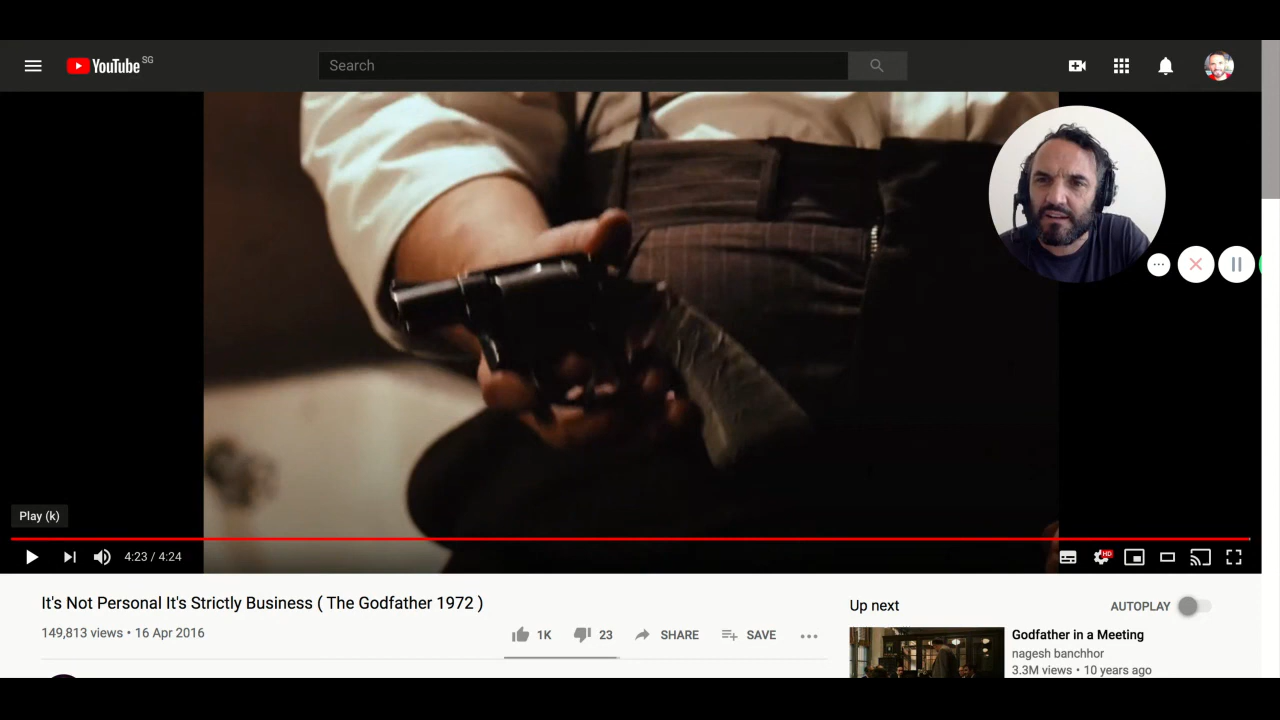 YouTube SG
Search
Play (k)
4:23 / 4:24
HD
It's Not Personal It's Strictly Business ( The Godfather 1972 )
149,813 views • 16 Apr 2016
1K
23
SHARE
SAVE
Up next
AUTOPLAY
Godfather in a Meeting
nagesh banchhor
3.3M views • 10 years ago